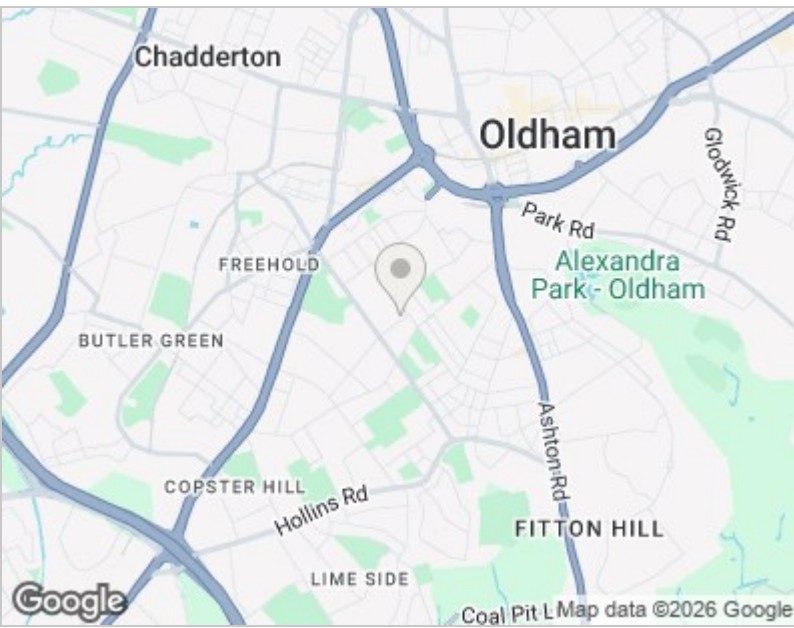 Chadderton
Oldham
Glodwick Rd
Park Rd
FREEHOLD
Alexandra
Park - Oldham
BUTLER GREEN
Ashton Rd
COPSTER HILL
Hollins Rd
FITTON HILL
LIME SIDE
Google
Coal Pit L
Map data ©2026 Google